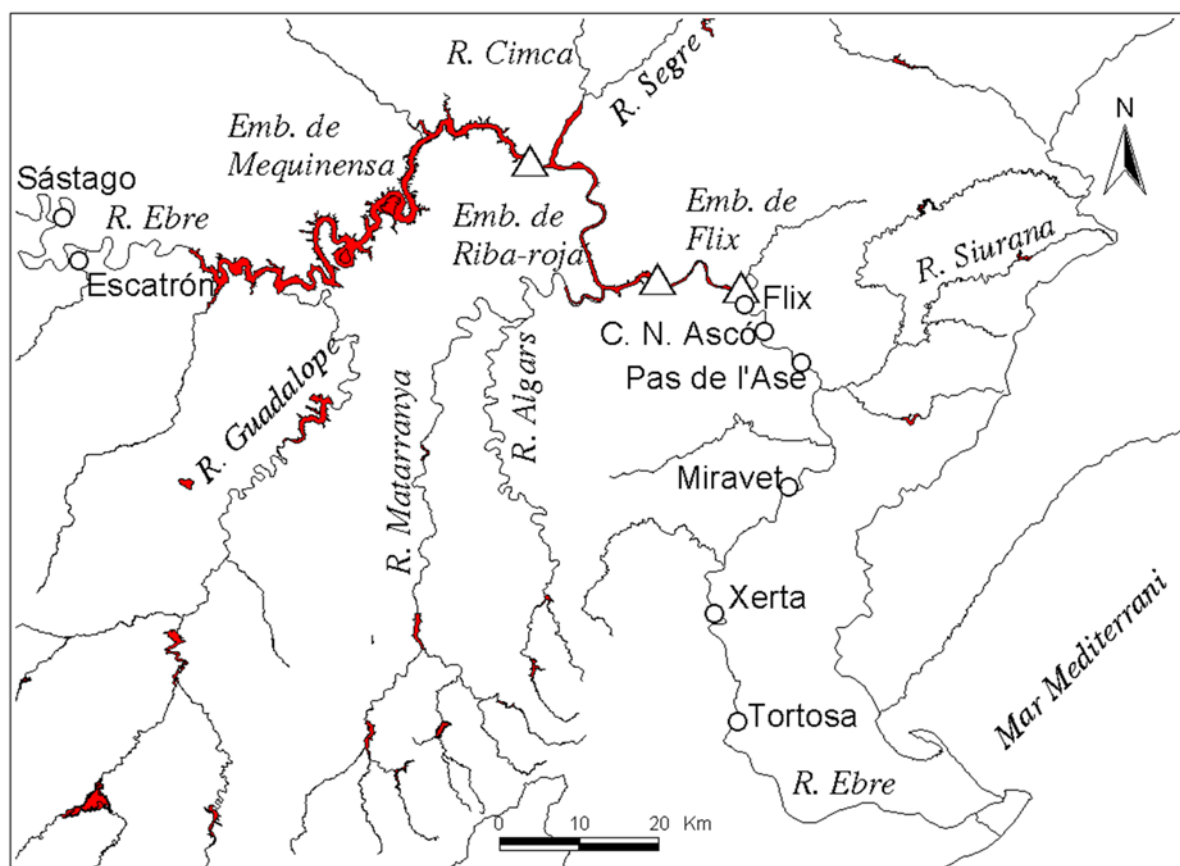 R. Cimca
R. Segre
Emb. de
Mequinensa
N
Sástago
R. Ebre
Emb. de
Riba-roja
Emb. de
Flix
R. Siurana
Escatrón
Flix
C. N. Ascó
Pas de l'Ase
R. Guadalope
R. Matarranya
R. Algars
Miravet
Xerta
Mar Mediterrani
Tortosa
R. Ebre
0 10 20 Km